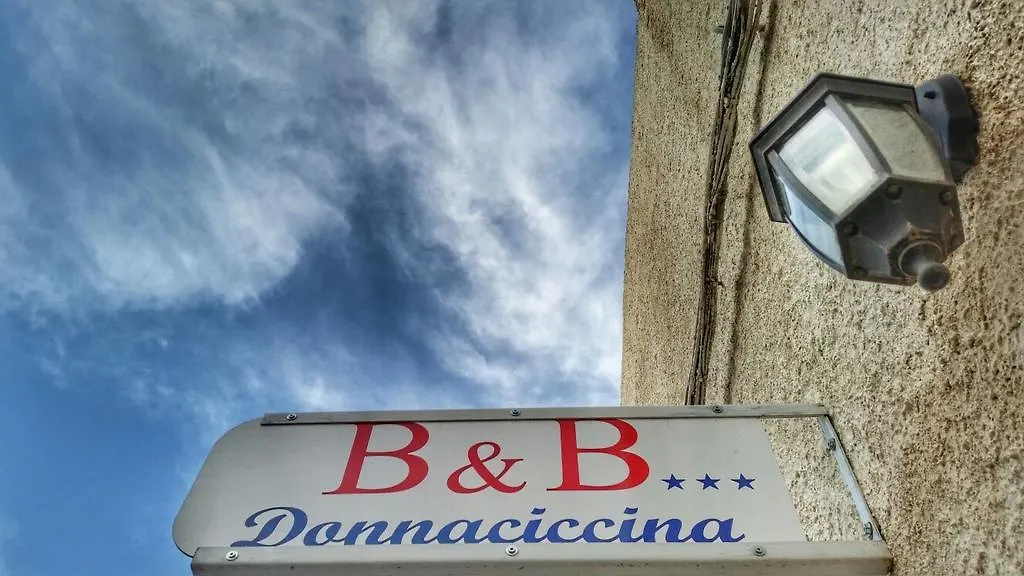 B & B ★★★
Donnaciccina